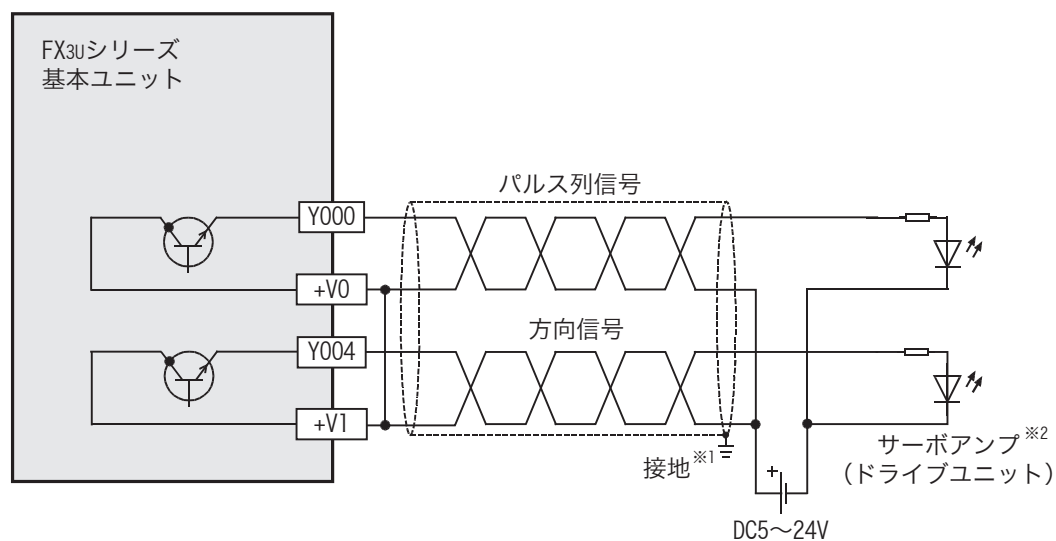 FX3Uシリーズ
基本ユニット
パルス列信号
Y000
+V0
方向信号
Y004
+V1
接地※1
サーボアンプ※2
(ドライブユニット)
+
DC5～24V